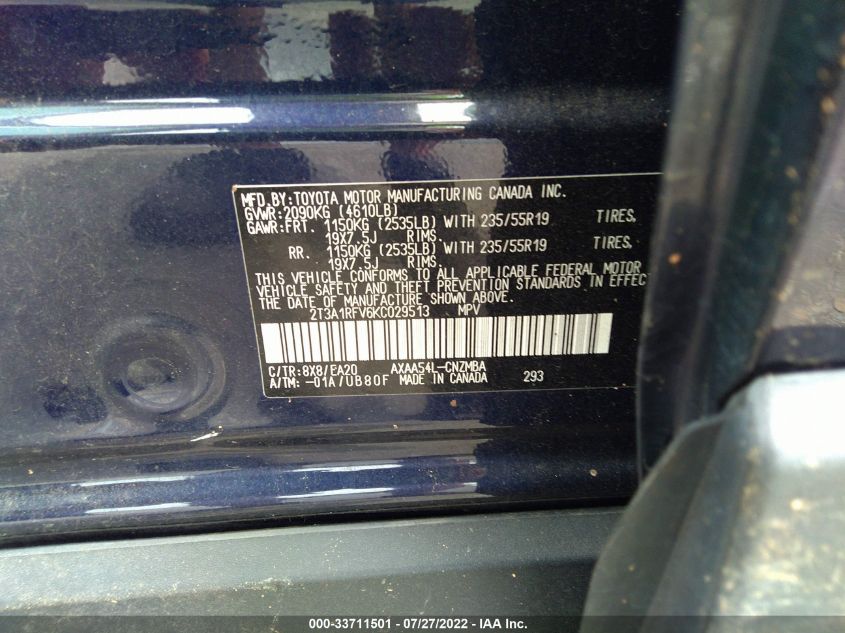 MFD.BY:TOYOTA MOTOR MANUFACTURING CANADA INC.
GVWR:2090KG (4610LB)
GAWR:FRT. 1150KG (2535LB) WITH 235/55R19 TIRES,
19X7.5J RIMS,
RR. 1150KG (2535LB) WITH 235/55R19 TIRES,
19X7.5J RIMS.
THIS VEHICLE CONFORMS TO ALL APPLICABLE FEDERAL MOTOR
VEHICLE SAFETY AND THEFT PREVENTION STANDARDS IN EFFEC
THE DATE OF MANUFACTURE SHOWN ABOVE.
2T3A1RFV6KC029513 MPV
C/TR:8X8/EA20 AXAA54L-CNZMBA
A/TM: -01A/UB80F MADE IN CANADA 293
000-33711501 / 07/27/2022 - IAA Inc.